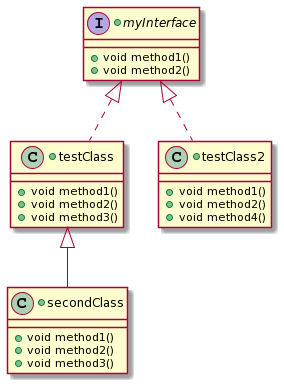 I myInterface
void method1()
void method2()
C testClass
void method1()
void method2()
void method3()
C testClass2
void method1()
void method2()
void method4()
C secondClass
void method1()
void method2()
void method3()